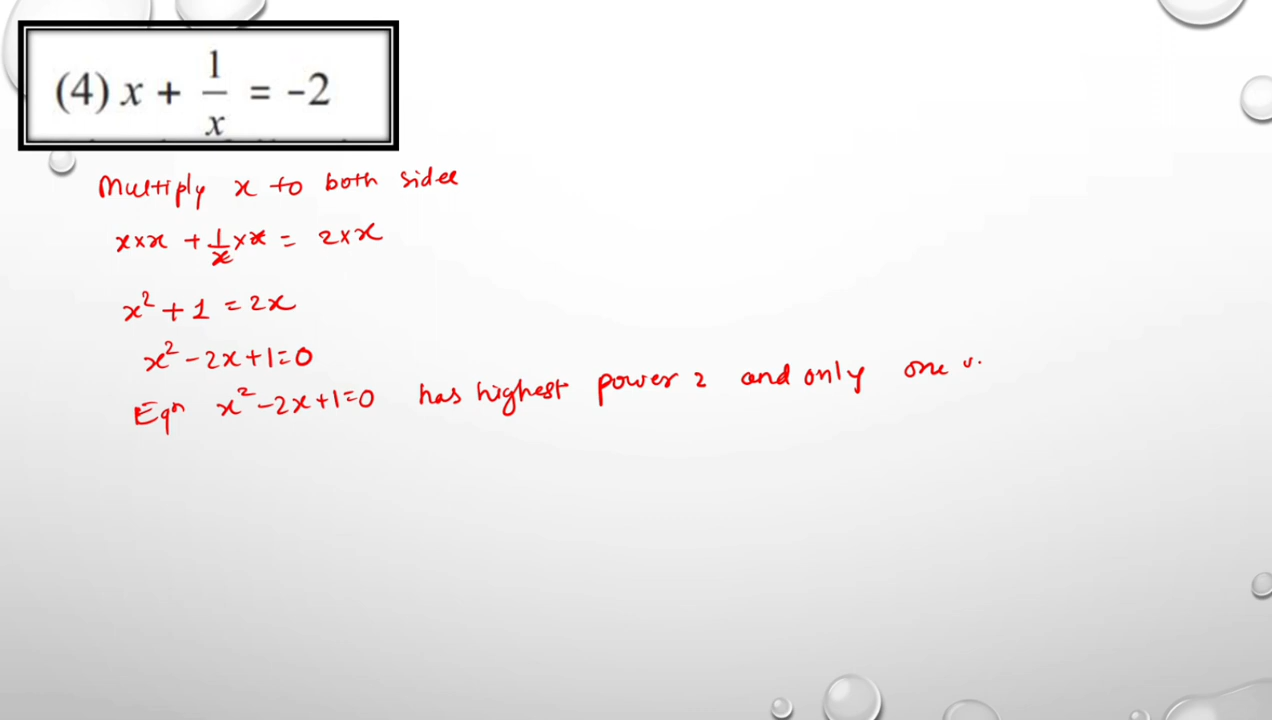 (4) x + 1/x = -2
Multiply x to both sides
x×x + 1/x×x = 2×x
x² + 1 = 2x
x² - 2x + 1 = 0
Eqn x² - 2x + 1 = 0 has highest power 2 and only one